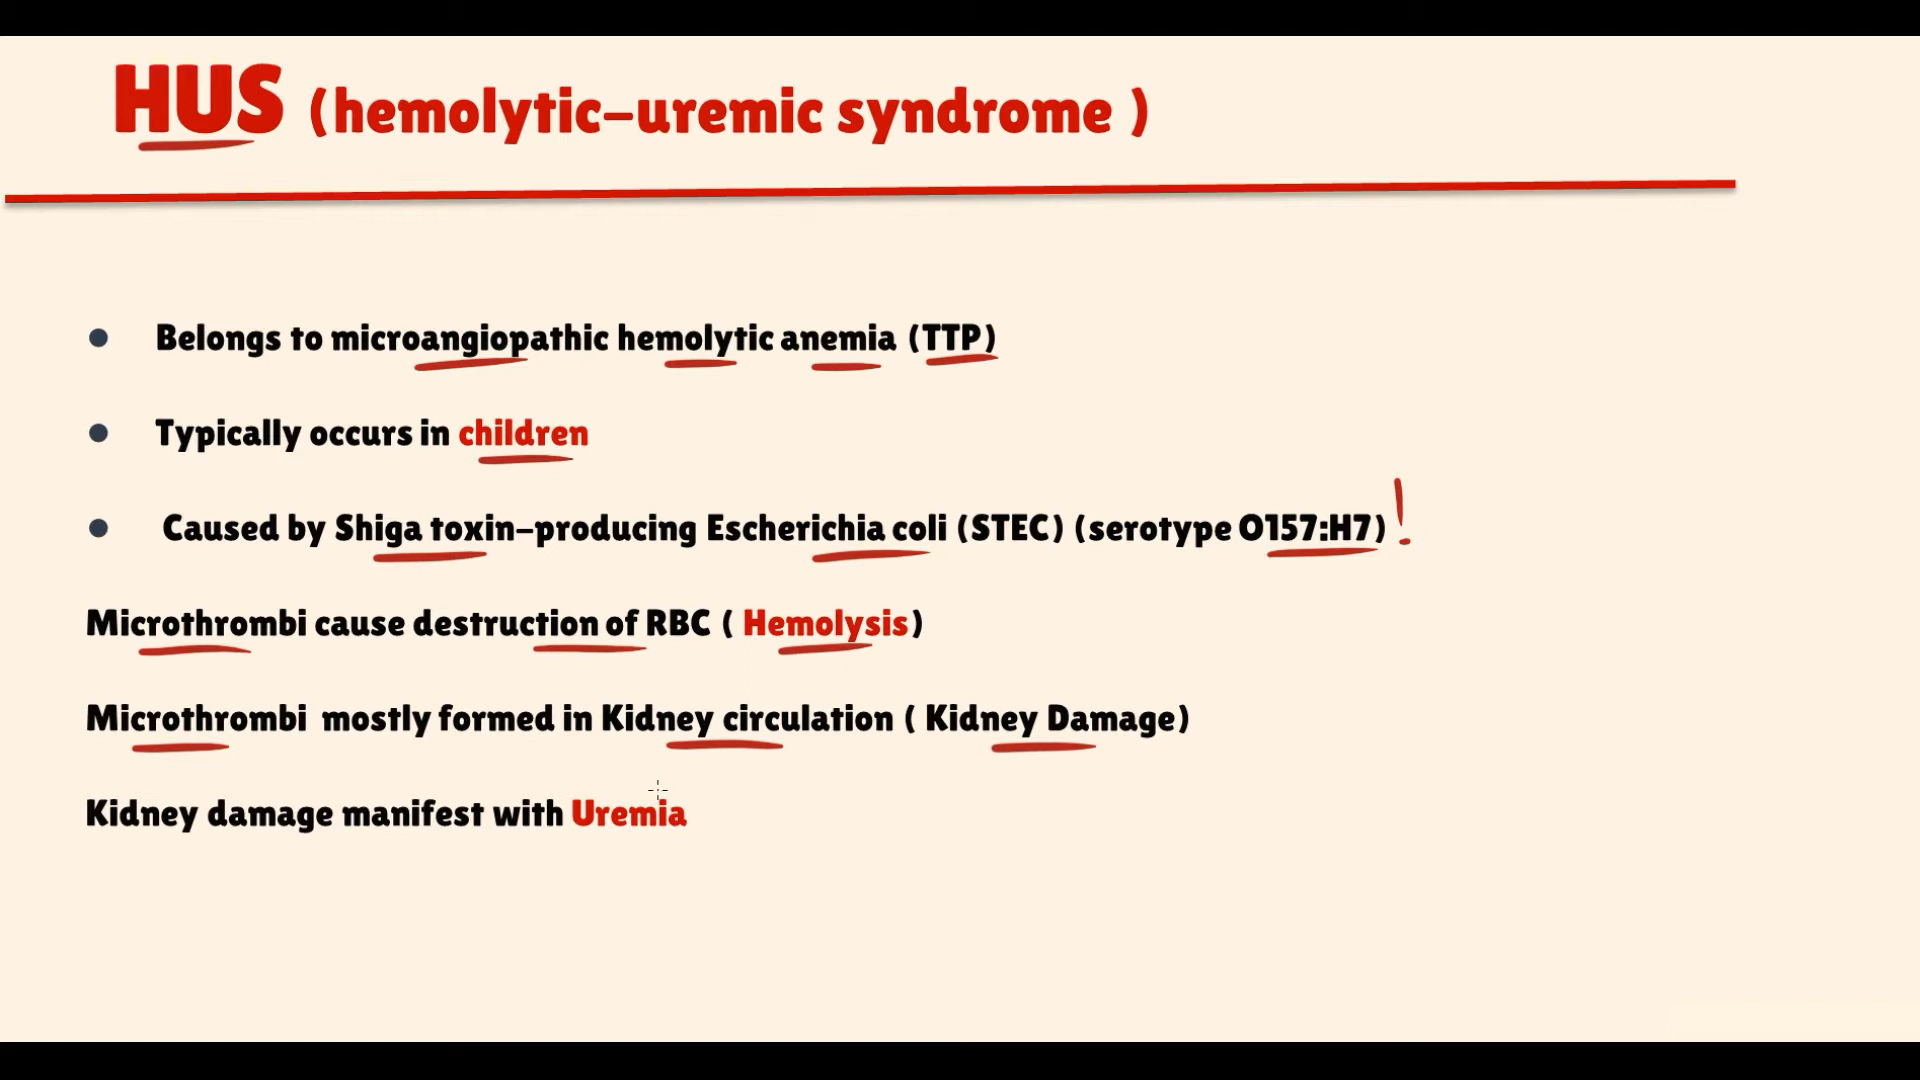 HUS (hemolytic-uremic syndrome )
Belongs to microangiopathic hemolytic anemia (TTP)
Typically occurs in children
Caused by Shiga toxin-producing Escherichia coli (STEC) (serotype O157:H7) !
Microthrombi cause destruction of RBC ( Hemolysis)
Microthrombi mostly formed in Kidney circulation ( Kidney Damage)
Kidney damage manifest with Uremia